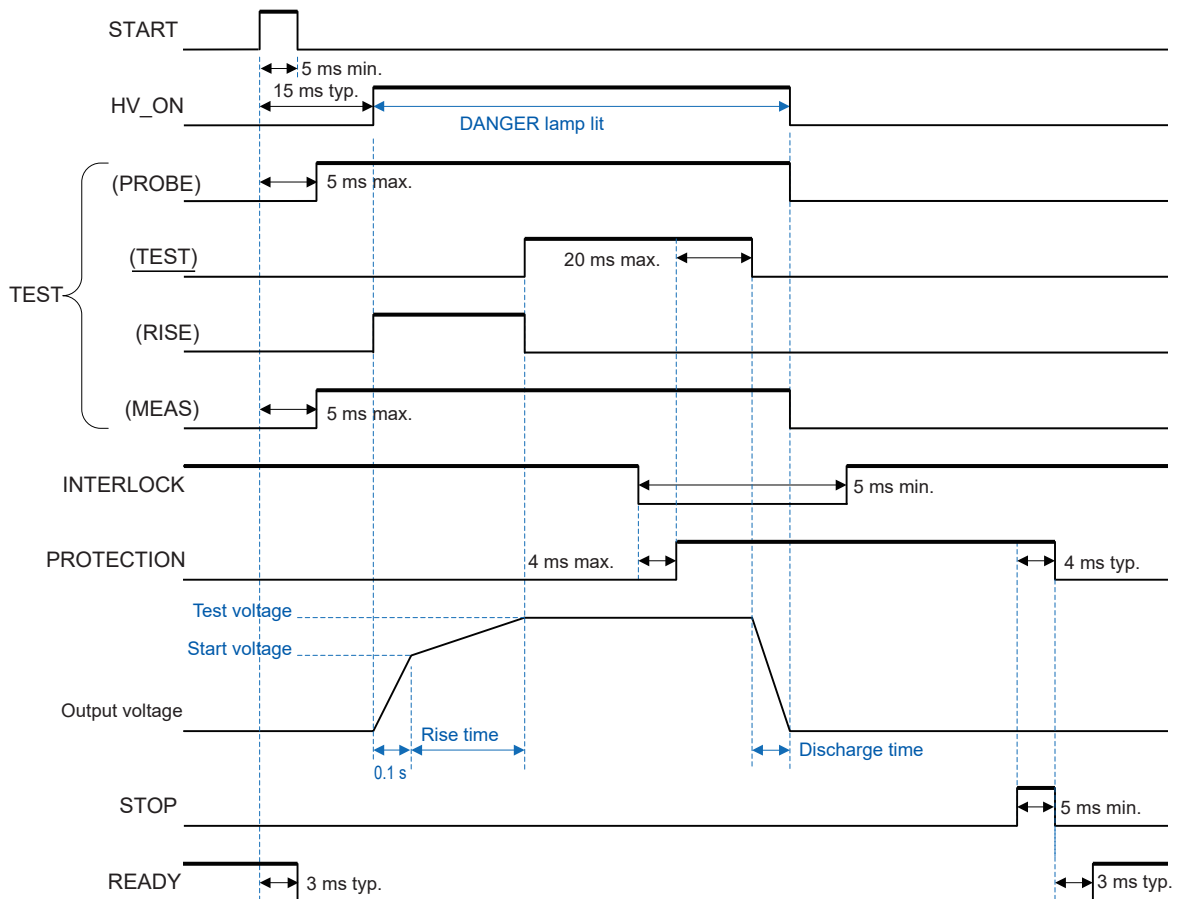 START
5 ms min.
15 ms typ.
HV_ON
DANGER lamp lit
(PROBE)
5 ms max.
(TEST)
20 ms max.
TEST
(RISE)
(MEAS)
5 ms max.
INTERLOCK
5 ms min.
PROTECTION
4 ms max.
4 ms typ.
Test voltage
Start voltage
Output voltage
Rise time
Discharge time
0.1 s
STOP
5 ms min.
READY
3 ms typ.
3 ms typ.